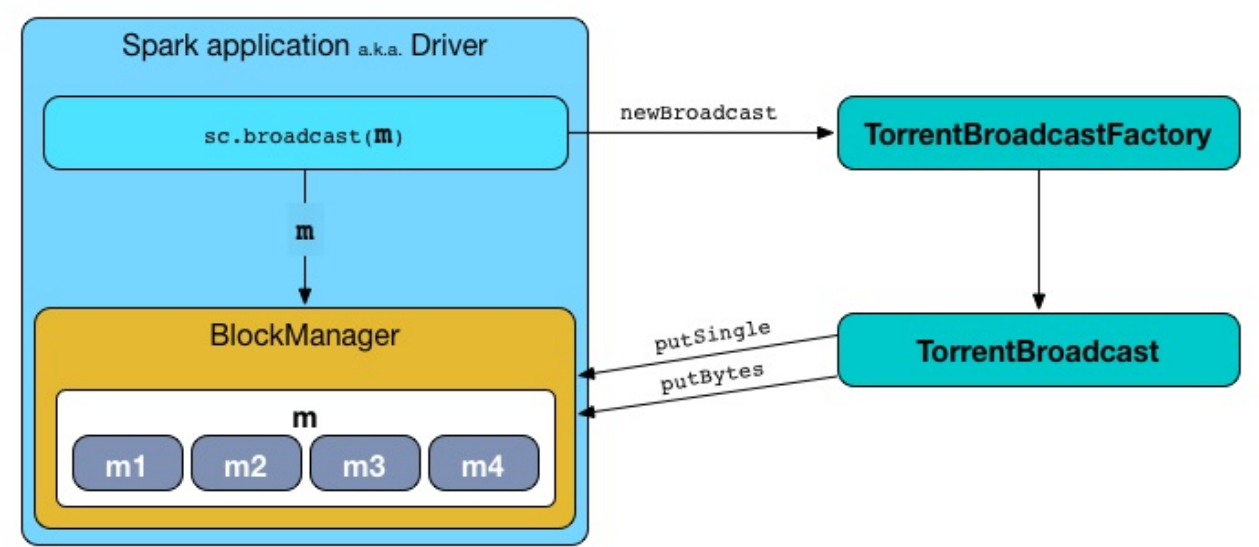 Spark application a.k.a. Driver
sc.broadcast(m)
newBroadcast
TorrentBroadcastFactory
m
BlockManager
putSingle
putBytes
TorrentBroadcast
m
m1 m2 m3 m4